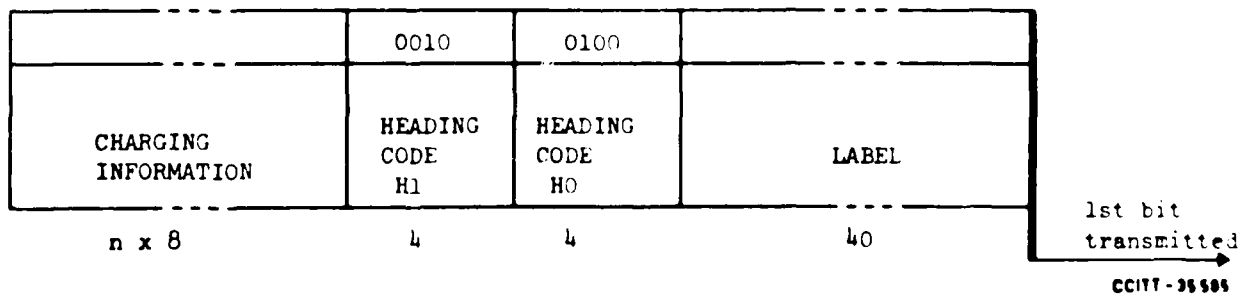 0010 0100
CHARGING
INFORMATION
HEADING
CODE
H1
HEADING
CODE
H0
LABEL
n x 8 4 4 40
1st bit
transmitted
CCITT - 35585